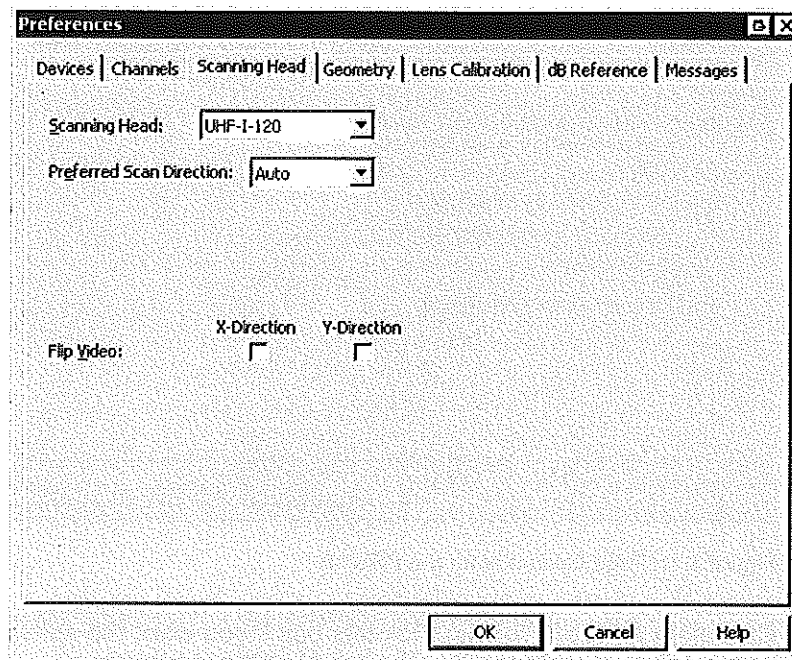 Preferences
Devices Channels Scanning Head Geometry Lens Calibration dB Reference Messages
Scanning Head: UHF-I-120
Preferred Scan Direction: Auto
X-Direction Y-Direction
Flip Video:
OK Cancel Help